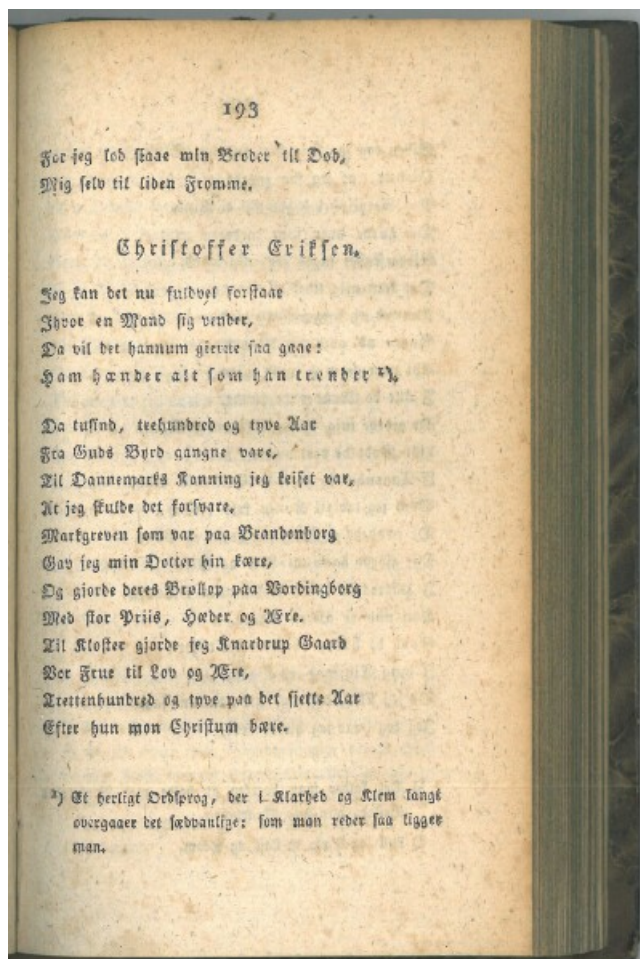 193
For jeg lod staae min Broder til Død,
Mig selv til liden Fromme.
Christoffer Eriksen.
Jeg kan det nu fuldvel forstaae
Ihvor en Mand sig vender,
Da vil det hannum gierne saa gaae:
Ham hænder alt som han trender ²).
Da tusind, trehundred og tyve Aar
Fra Guds Byrd gangne vare,
Til Dannemarks Konning jeg keiset var,
At jeg skulde det forsvare.
Markgreven som var paa Brandenborg
Gav jeg min Dotter hin kære,
Og gjorde deres Brøllop paa Vordingborg
Med stor Priis, Hæder og Ære.
Til Kloster gjorde jeg Knardrup Gaard
Vor Frue til Lov og Ære,
Trettenhundred og tyve paa det sjette Aar
Efter hun mon Christum bære.
²) Et herligt Ordsprog, der i Klarhed og Klem langt
overgaaer det sædvanlige: som man reder saa ligger
man.